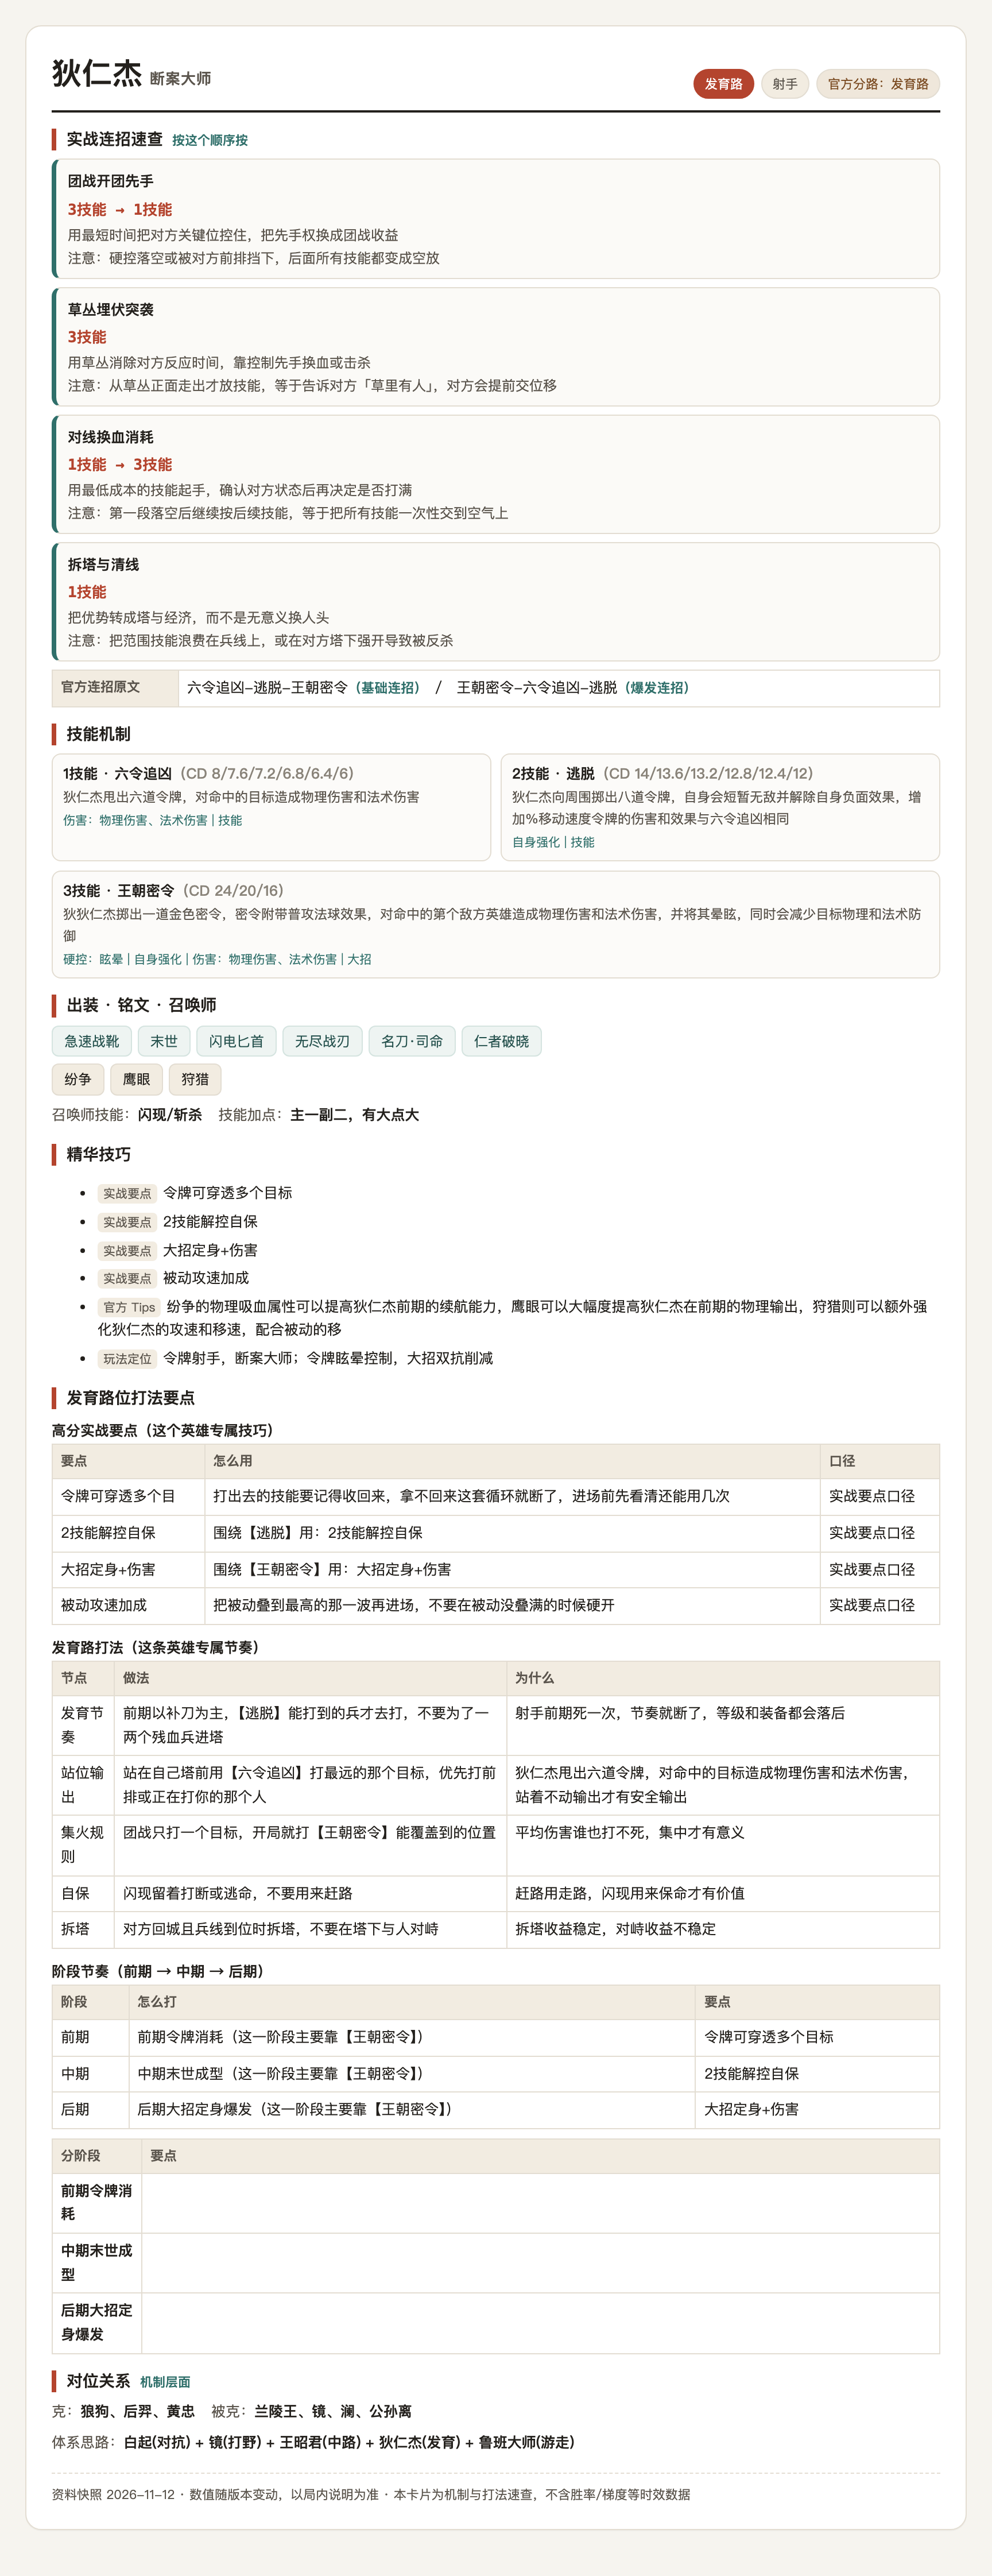 狄仁杰 断案大师
发育路 射手 官方分路：发育路
实战连招速查 按这个顺序按
团战开团先手
3技能 → 1技能
用最短时间把对方关键位控住，把先手权换成团战收益
注意：硬控落空或被对方前排挡下，后面所有技能都变成空放
草丛埋伏突袭
3技能
用草丛消除对方反应时间，靠控制先手换血或击杀
注意：从草丛正面走出才放技能，等于告诉对方「草里有人」，对方会提前交位移
对线换血消耗
1技能 → 3技能
用最低成本的技能起手，确认对方状态后再决定是否打满
注意：第一段落空后继续按后续技能，等于把所有技能一次性交到空气上
拆塔与清线
1技能
把优势转成塔与经济，而不是无意义换人头
注意：把范围技能浪费在兵线上，或在对方塔下强开导致被反杀
官方连招原文 六令追凶–逃脱–王朝密令（基础连招） / 王朝密令–六令追凶–逃脱（爆发连招）
技能机制
1技能 · 六令追凶（CD 8/7.6/7.2/6.8/6.4/6）
狄仁杰甩出六道令牌，对命中的目标造成物理伤害和法术伤害
伤害：物理伤害、法术伤害 | 技能
2技能 · 逃脱（CD 14/13.6/13.2/12.8/12.4/12）
狄仁杰向周围掷出八道令牌，自身会短暂无敌并解除自身负面效果，增
加%移动速度令牌的伤害和效果与六令追凶相同
自身强化 | 技能
3技能 · 王朝密令（CD 24/20/16）
狄狄仁杰掷出一道金色密令，密令附带普攻法球效果，对命中的第个敌方英雄造成物理伤害和法术伤害，并将其晕眩，同时会减少目标物理和法术防
御
硬控：眩晕 | 自身强化 | 伤害：物理伤害、法术伤害 | 大招
出装 · 铭文 · 召唤师
急速战靴 末世 闪电匕首 无尽战刃 名刀·司命 仁者破晓
纷争 鹰眼 狩猎
召唤师技能：闪现/斩杀 技能加点：主一副二，有大点大
精华技巧
• 实战要点 令牌可穿透多个目标
• 实战要点 2技能解控自保
• 实战要点 大招定身+伤害
• 实战要点 被动攻速加成
• 官方 Tips 纷争的物理吸血属性可以提高狄仁杰前期的续航能力，鹰眼可以大幅度提高狄仁杰在前期的物理输出，狩猎则可以额外强
化狄仁杰的攻速和移速，配合被动的移
• 玩法定位 令牌射手，断案大师；令牌眩晕控制，大招双抗削减
发育路位打法要点
高分实战要点（这个英雄专属技巧）
要点 怎么用 口径
令牌可穿透多个目 打出去的技能要记得收回来，拿不回来这套循环就断了，进场前先看清还能用几次 实战要点口径
2技能解控自保 围绕【逃脱】用：2技能解控自保 实战要点口径
大招定身+伤害 围绕【王朝密令】用：大招定身+伤害 实战要点口径
被动攻速加成 把被动叠到最高的那一波再进场，不要在被动没叠满的时候硬开 实战要点口径
发育路打法（这条英雄专属节奏）
节点 做法 为什么
发育节
奏
前期以补刀为主，【逃脱】能打到的兵才去打，不要为了一
两个残血兵进塔
射手前期死一次，节奏就断了，等级和装备都会落后
站位输
出
站在自己塔前用【六令追凶】打最远的那个目标，优先打前
排或正在打你的那个人
狄仁杰甩出六道令牌，对命中的目标造成物理伤害和法术伤害，
站着不动输出才有安全输出
集火规
则
团战只打一个目标，开局就打【王朝密令】能覆盖到的位置
平均伤害谁也打不死，集中才有意义
自保 闪现留着打断或逃命，不要用来赶路 赶路用走路，闪现用来保命才有价值
拆塔 对方回城且兵线到位时拆塔，不要在塔下与人对峙 拆塔收益稳定，对峙收益不稳定
阶段节奏（前期 → 中期 → 后期）
阶段 怎么打 要点
前期 前期令牌消耗（这一阶段主要靠【王朝密令】） 令牌可穿透多个目标
中期 中期末世成型（这一阶段主要靠【王朝密令】） 2技能解控自保
后期 后期大招定身爆发（这一阶段主要靠【王朝密令】） 大招定身+伤害
分阶段 要点
前期令牌消
耗
中期末世成
型
后期大招定
身爆发
对位关系 机制层面
克：狼狗、后羿、黄忠 被克：兰陵王、镜、澜、公孙离
体系思路：白起(对抗) + 镜(打野) + 王昭君(中路) + 狄仁杰(发育) + 鲁班大师(游走)
资料快照 2026–11–12 · 数值随版本变动，以局内说明为准 · 本卡片为机制与打法速查，不含胜率/梯度等时效数据